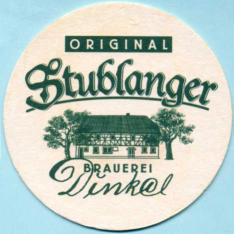 ORIGINAL
Stublanger
BRAUEREI
Dinkel